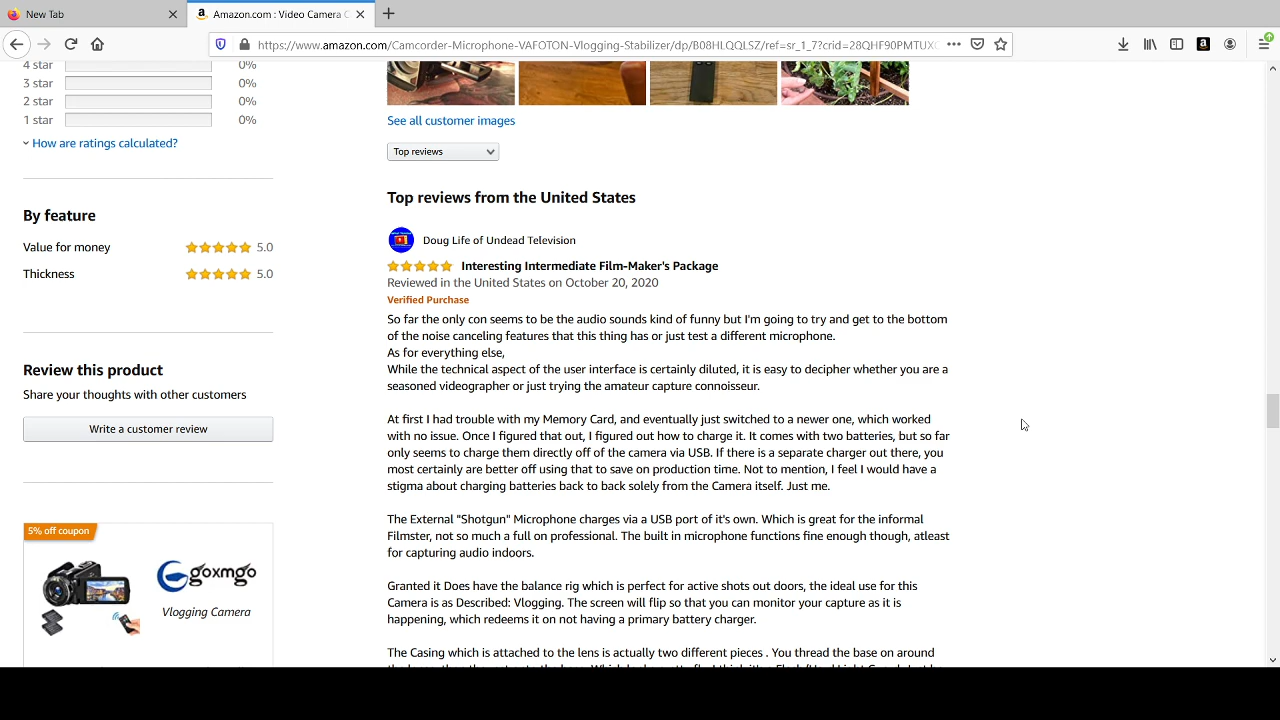 New Tab
Amazon.com : Video Camera C
https://www.amazon.com/Camcorder-Microphone-VAFOTON-Vlogging-Stabilizer/dp/B08HLQQLSZ/ref=sr_1_7?crid=28QHF90PMTUX
4 star 0%
3 star 0%
2 star 0%
1 star 0%
How are ratings calculated?
By feature
Value for money 5.0
Thickness 5.0
Review this product
Share your thoughts with other customers
Write a customer review
5% off coupon
goxmgo
Vlogging Camera
See all customer images
Top reviews
Top reviews from the United States
Doug Life of Undead Television
Interesting Intermediate Film-Maker's Package
Reviewed in the United States on October 20, 2020
Verified Purchase
So far the only con seems to be the audio sounds kind of funny but I'm going to try and get to the bottom
of the noise canceling features that this thing has or just test a different microphone.
As for everything else,
While the technical aspect of the user interface is certainly diluted, it is easy to decipher whether you are a
seasoned videographer or just trying the amateur capture connoisseur.
At first I had trouble with my Memory Card, and eventually just switched to a newer one, which worked
with no issue. Once I figured that out, I figured out how to charge it. It comes with two batteries, but so far
only seems to charge them directly off of the camera via USB. If there is a separate charger out there, you
most certainly are better off using that to save on production time. Not to mention, I feel I would have a
stigma about charging batteries back to back solely from the Camera itself. Just me.
The External "Shotgun" Microphone charges via a USB port of it's own. Which is great for the informal
Filmster, not so much a full on professional. The built in microphone functions fine enough though, atleast
for capturing audio indoors.
Granted it Does have the balance rig which is perfect for active shots out doors, the ideal use for this
Camera is as Described: Vlogging. The screen will flip so that you can monitor your capture as it is
happening, which redeems it on not having a primary battery charger.
The Casing which is attached to the lens is actually two different pieces . You thread the base on around